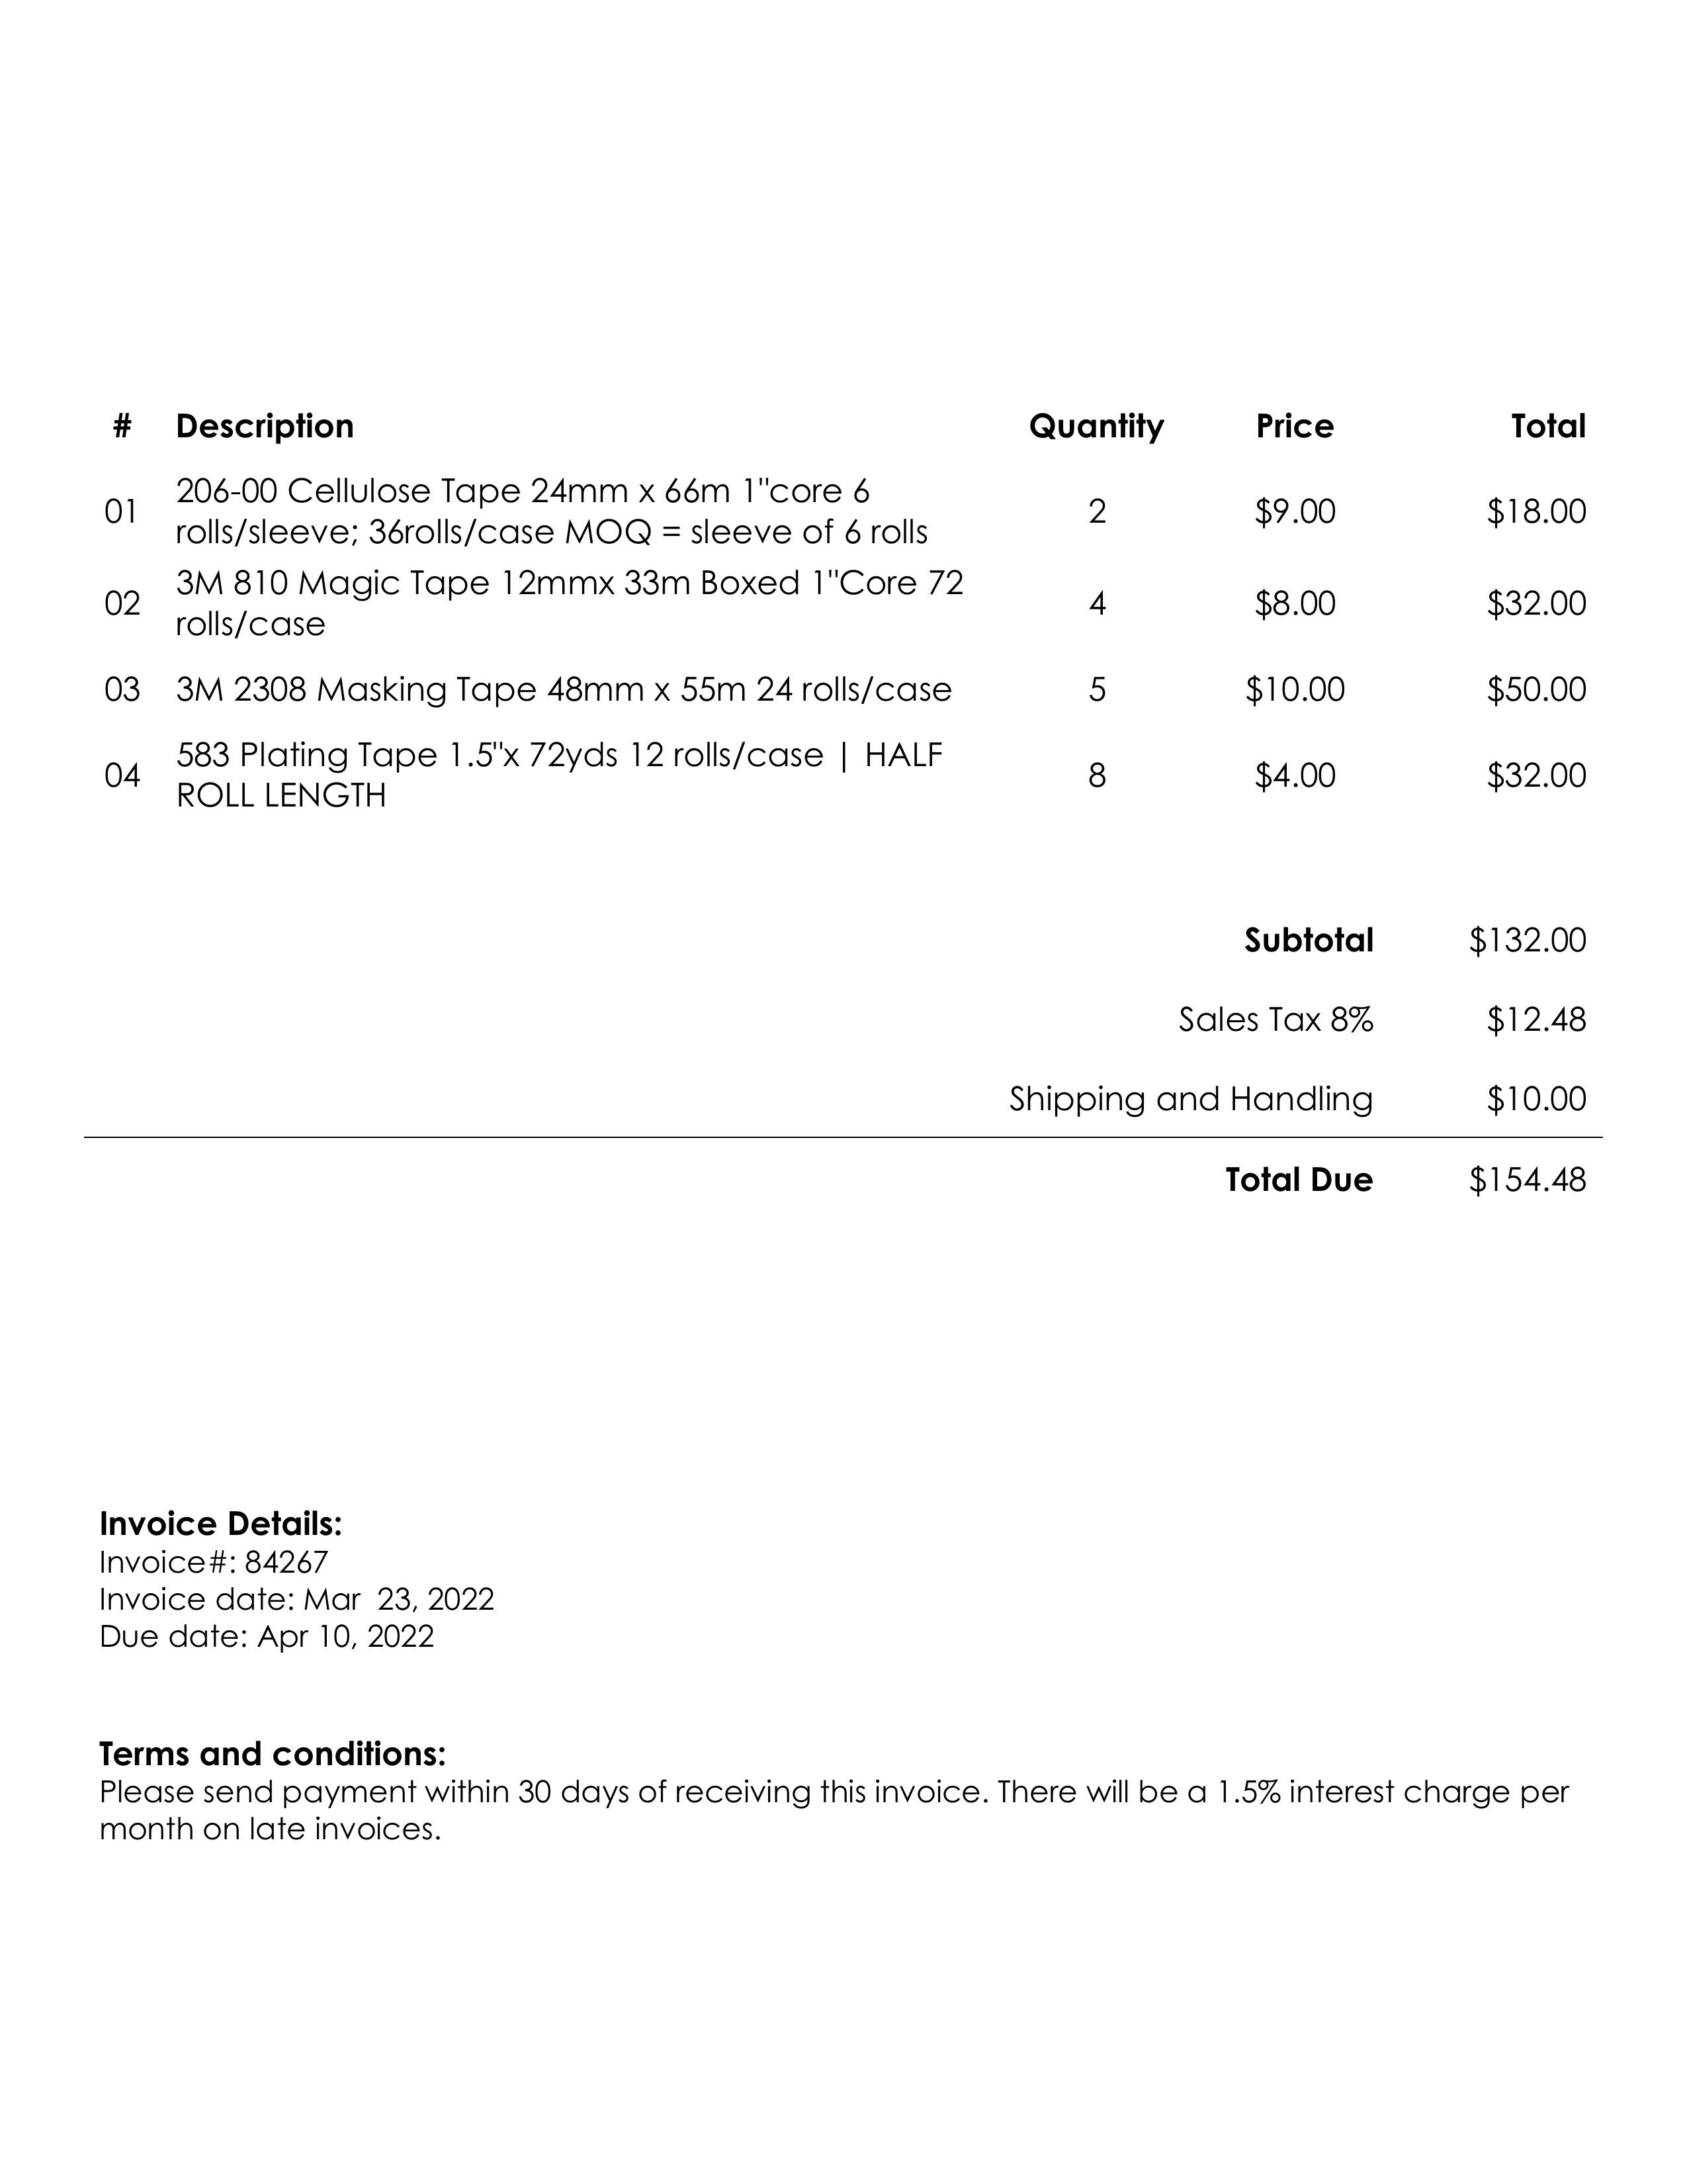 # Description Quantity Price Total
01 206-00 Cellulose Tape 24mm x 66m 1"core 6
rolls/sleeve; 36rolls/case MOQ = sleeve of 6 rolls 2 $9.00 $18.00
02 3M 810 Magic Tape 12mmx 33m Boxed 1"Core 72
rolls/case 4 $8.00 $32.00
03 3M 2308 Masking Tape 48mm x 55m 24 rolls/case 5 $10.00 $50.00
04 583 Plating Tape 1.5"x 72yds 12 rolls/case | HALF
ROLL LENGTH 8 $4.00 $32.00
Subtotal $132.00
Sales Tax 8% $12.48
Shipping and Handling $10.00
Total Due $154.48
Invoice Details:
Invoice#: 84267
Invoice date: Mar  23, 2022
Due date: Apr 10, 2022
Terms and conditions:
Please send payment within 30 days of receiving this invoice. There will be a 1.5% interest charge per
month on late invoices.